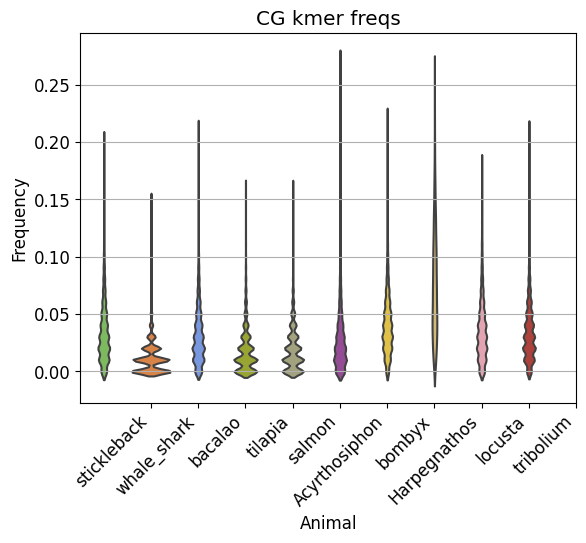 CG kmer freqs
Frequency
0.25
0.20
0.15
0.10
0.05
0.00
stickleback
whale_shark
bacalao
tilapia
salmon
Acyrthosiphon
bombyx
Harpegnathos
locusta
tribolium
Animal